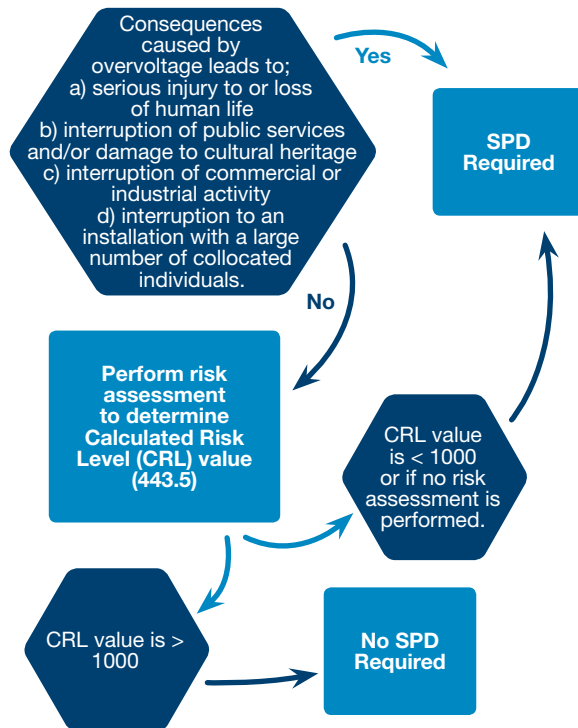 Consequences
caused by
overvoltage leads to;
a) serious injury to or loss
of human life
b) interruption of public services
and/or damage to cultural heritage
c) interruption of commercial or
industrial activity
d) interruption to an
installation with a large
number of collocated
individuals.
Yes
SPD
Required
No
Perform risk
assessment
to determine
Calculated Risk
Level (CRL) value
(443.5)
CRL value
is < 1000
or if no risk
assessment is
performed.
CRL value is >
1000
No SPD
Required